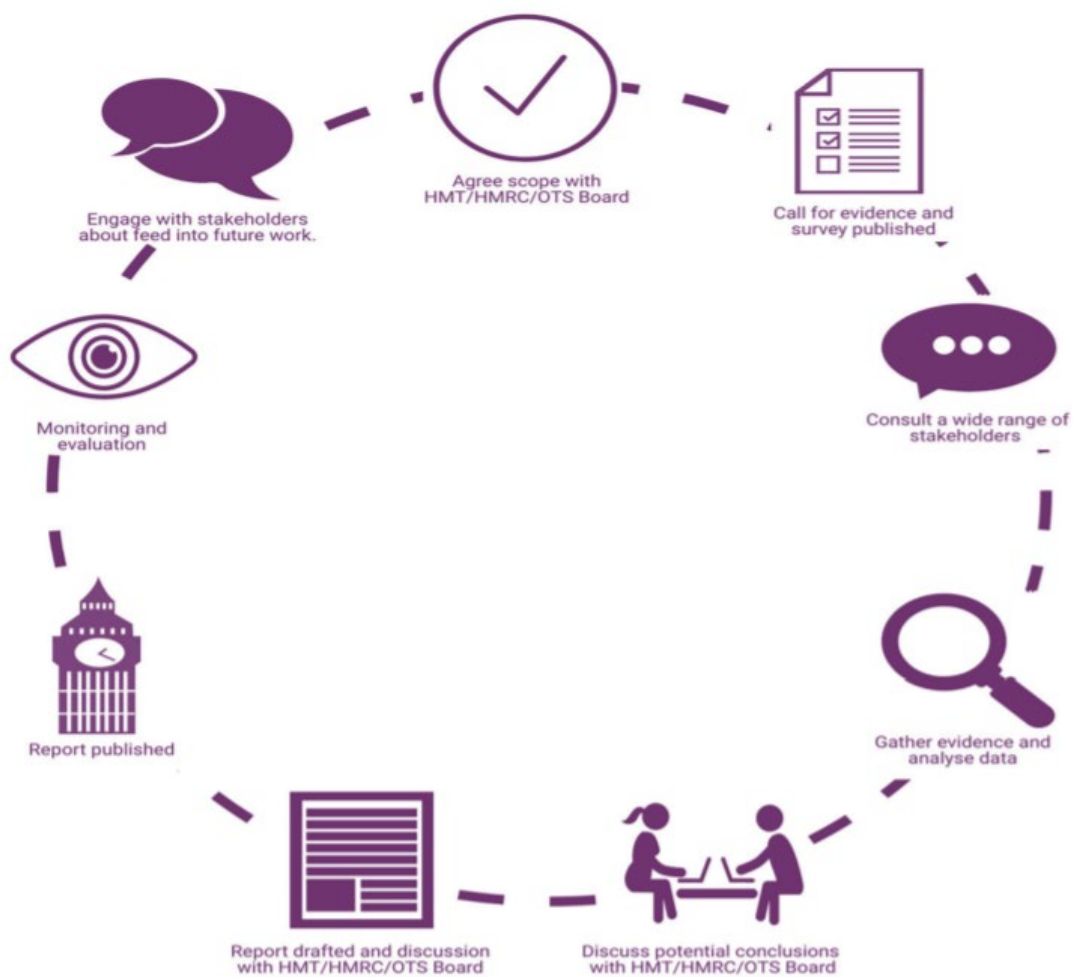 Agree scope with
HMT/HMRC/OTS Board
Call for evidence and
survey published
Consult a wide range of
stakeholders
Gather evidence and
analyse data
Discuss potential conclusions
with HMT/HMRC/OTS Board
Report drafted and discussion
with HMT/HMRC/OTS Board
Report published
Monitoring and
evaluation
Engage with stakeholders
about feed into future work.